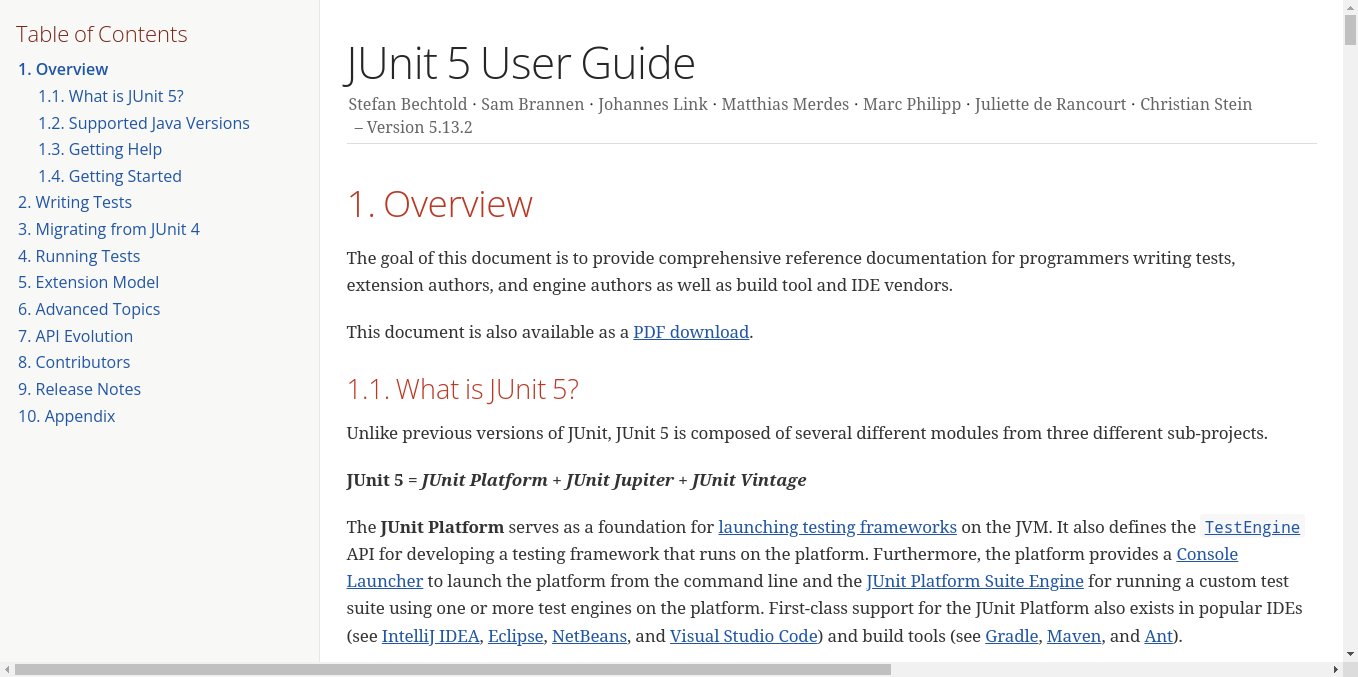 Table of Contents
1. Overview
1.1. What is JUnit 5?
1.2. Supported Java Versions
1.3. Getting Help
1.4. Getting Started
2. Writing Tests
3. Migrating from JUnit 4
4. Running Tests
5. Extension Model
6. Advanced Topics
7. API Evolution
8. Contributors
9. Release Notes
10. Appendix
JUnit 5 User Guide
Stefan Bechtold · Sam Brannen · Johannes Link · Matthias Merdes · Marc Philipp · Juliette de Rancourt · Christian Stein
– Version 5.13.2
1. Overview
The goal of this document is to provide comprehensive reference documentation for programmers writing tests,
extension authors, and engine authors as well as build tool and IDE vendors.
This document is also available as a PDF download.
1.1. What is JUnit 5?
Unlike previous versions of JUnit, JUnit 5 is composed of several different modules from three different sub-projects.
JUnit 5 = JUnit Platform + JUnit Jupiter + JUnit Vintage
The JUnit Platform serves as a foundation for launching testing frameworks on the JVM. It also defines the TestEngine
API for developing a testing framework that runs on the platform. Furthermore, the platform provides a Console
Launcher to launch the platform from the command line and the JUnit Platform Suite Engine for running a custom test
suite using one or more test engines on the platform. First-class support for the JUnit Platform also exists in popular IDEs
(see IntelliJ IDEA, Eclipse, NetBeans, and Visual Studio Code) and build tools (see Gradle, Maven, and Ant).